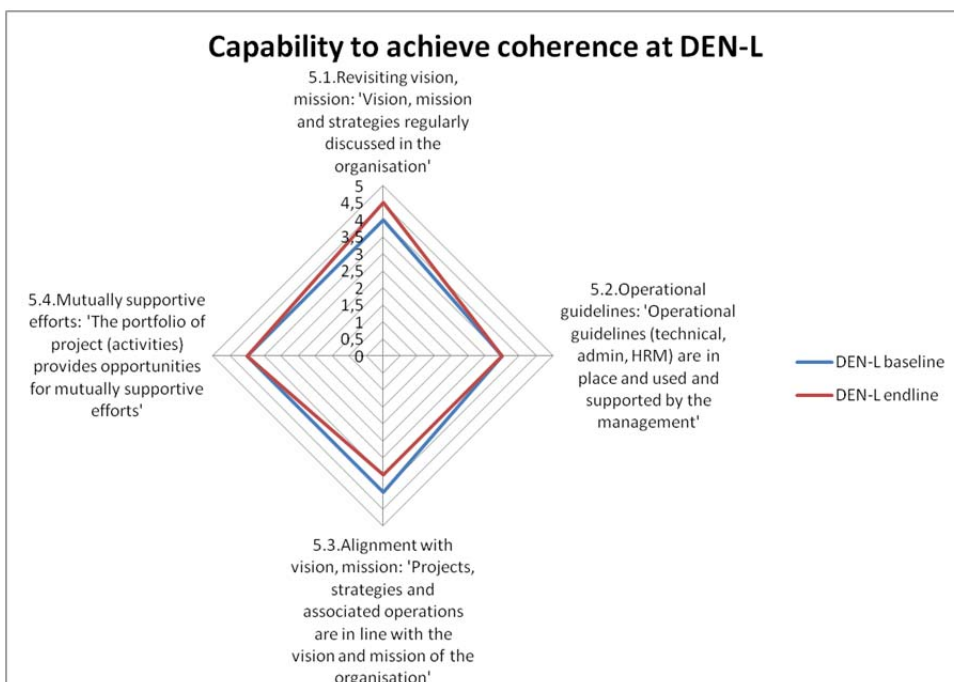 Capability to achieve coherence at DEN-L
5.1.Revisiting vision,
mission: 'Vision, mission
and strategies regularly
discussed in the
organisation'
5
4,5
4
3,5
3
2,5
2
1,5
1
0,5
0
5.4.Mutually supportive
efforts: 'The portfolio of
project (activities)
provides opportunities
for mutually supportive
efforts'
5.2.Operational
guidelines: 'Operational
guidelines (technical,
admin, HRM) are in
place and used and
supported by the
management'
DEN-L baseline
DEN-L endline
5.3.Alignment with
vision, mission: 'Projects,
strategies and
associated operations
are in line with the
vision and mission of the
organisation'